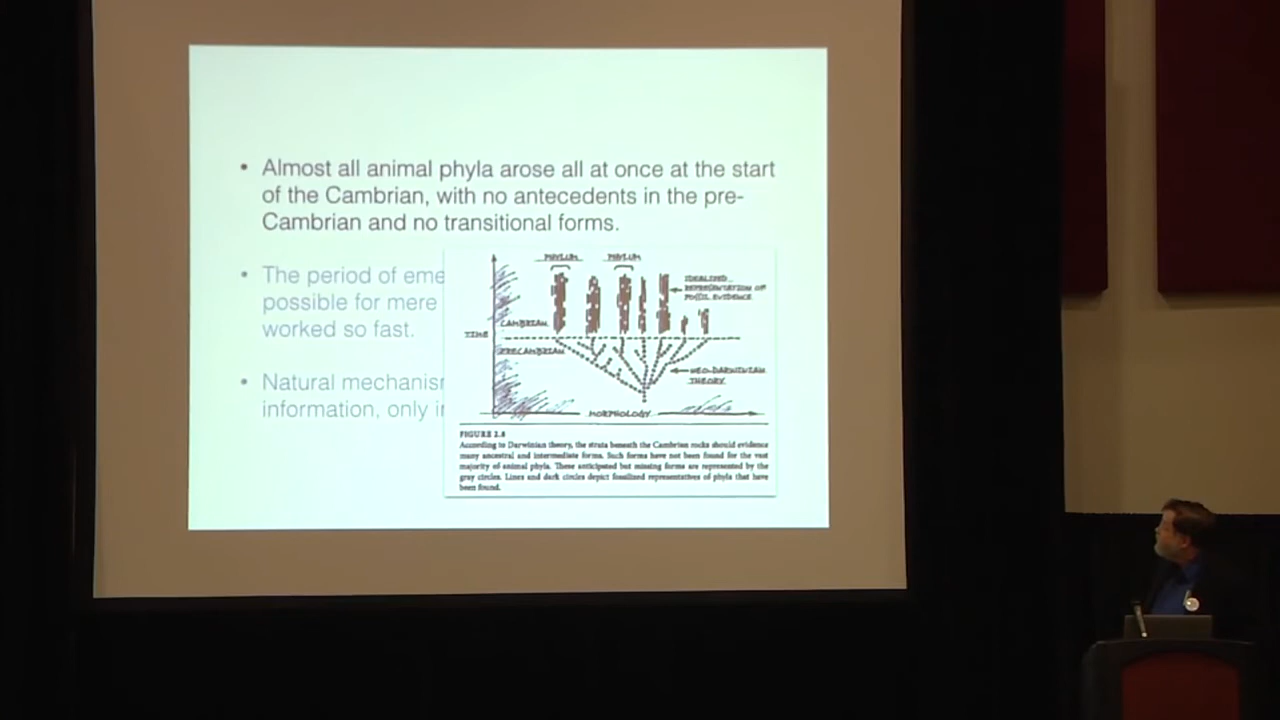 • Almost all animal phyla arose all at once at the start
of the Cambrian, with no antecedents in the pre-
Cambrian and no transitional forms.
• The period of eme
possible for mere
worked so fast.
• Natural mechanisr
information, only ir
PHYLUM PHYLUM
IDEALIZED
REPRESENTATION OF
FOSSIL EVIDENCE
CAMBRIAN
TIME
PRECAMBRIAN
NEO-DARWINIAN
THEORY
MORPHOLOGY
FIGURE 2.8
According to Darwinian theory, the strata beneath the Cambrian rocks should evidence
many ancestral and intermediate forms. Such forms have not been found for the vast
majority of animal phyla. These anticipated but missing forms are represented by the
gray circles. Lines and dark circles depict fossilized representatives of phyla that have
been found.